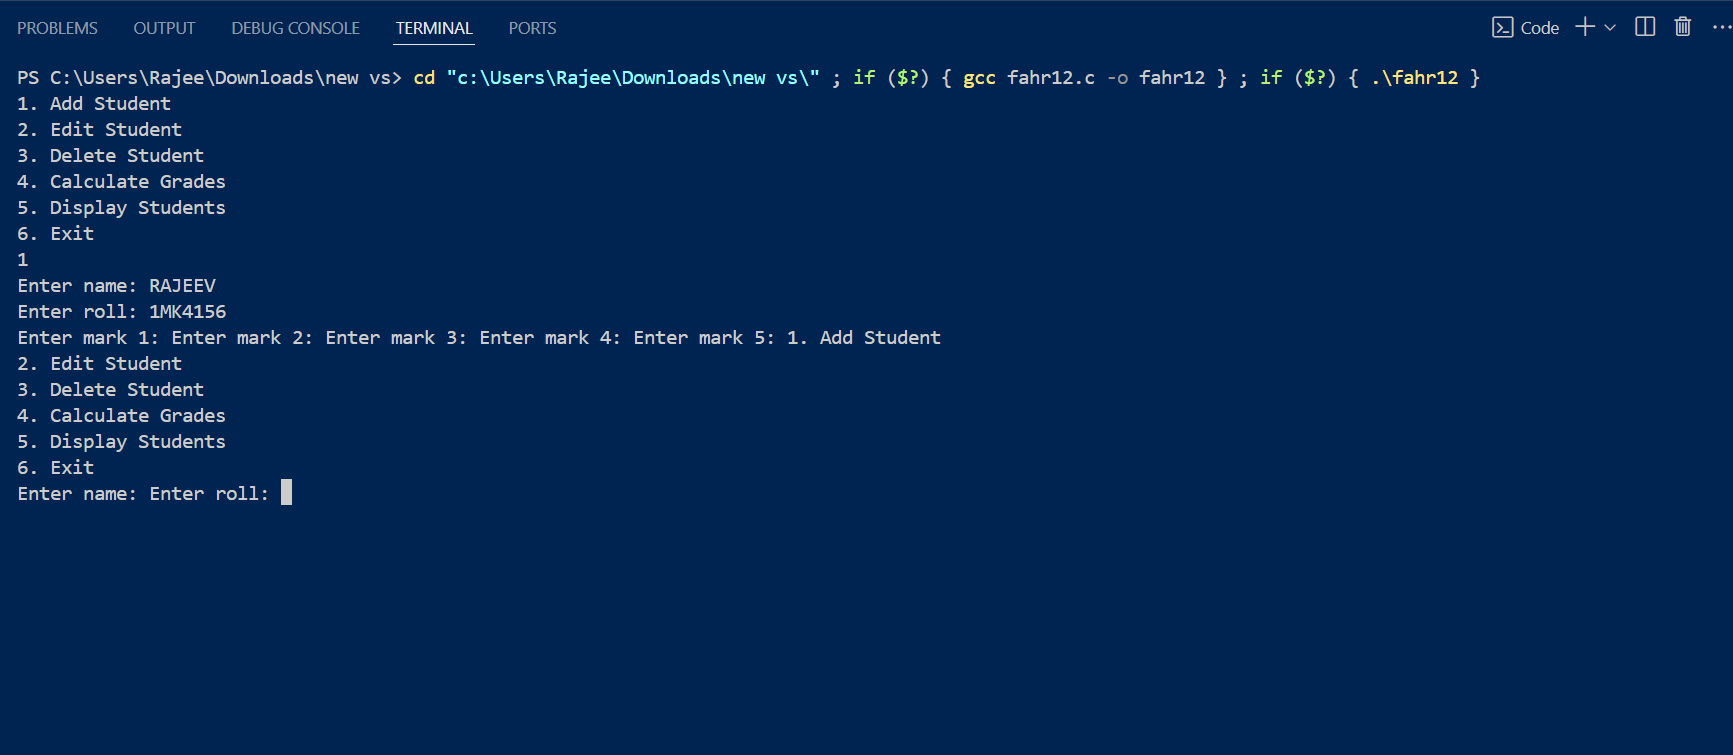 PROBLEMS OUTPUT DEBUG CONSOLE TERMINAL PORTS Code
PS C:\Users\Rajee\Downloads\new vs> cd "c:\Users\Rajee\Downloads\new vs\" ; if ($?) { gcc fahr12.c -o fahr12 } ; if ($?) { .\fahr12 }
1. Add Student
2. Edit Student
3. Delete Student
4. Calculate Grades
5. Display Students
6. Exit
1
Enter name: RAJEEV
Enter roll: 1MK4156
Enter mark 1: Enter mark 2: Enter mark 3: Enter mark 4: Enter mark 5: 1. Add Student
2. Edit Student
3. Delete Student
4. Calculate Grades
5. Display Students
6. Exit
Enter name: Enter roll: